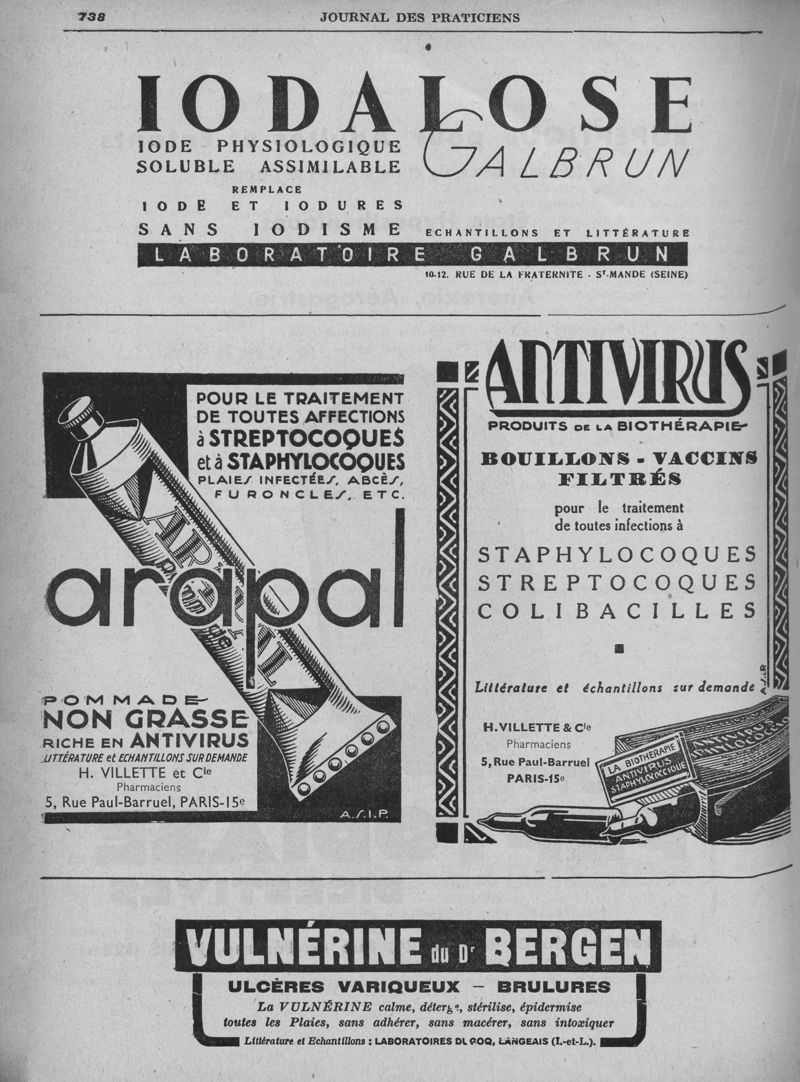 738
JOURNAL DES PRATICIENS
IODALOSE
GALBRUN
IODE PHYSIOLOGIQUE
SOLUBLE ASSIMILABLE
REMPLACE
IODE ET IODURES
SANS IODISME
ECHANTILLONS ET LITTÉRATURE
LABORATOIRE GALBRUN
10-12, RUE DE LA FRATERNITE - Sᵗ-MANDE (SEINE)
POUR LE TRAITEMENT
DE TOUTES AFFECTIONS
à STREPTOCOQUES
et à STAPHYLOCOQUES
PLAIES INFECTÉES, ABCÈS,
FURONCLES, ETC.
arapal
POMMADE
NON GRASSE
RICHE EN ANTIVIRUS
LITTÉRATURE et ECHANTILLONS SUR DEMANDE
H. VILLETTE et Cie
Pharmaciens
5, Rue Paul-Barruel, PARIS-15e
A.S.I.P.
ANTIVIRUS
PRODUITS DE LA BIOTHÉRAPIE
BOUILLONS - VACCINS
FILTRÉS
pour le traitement
de toutes infections à
STAPHYLOCOQUES
STREPTOCOQUES
COLIBACILLES
Littérature et échantillons sur demande
H. VILLETTE & Cie
Pharmaciens
5, Rue Paul-Barruel
PARIS-15e
LA BIOTHERAPIE
ANTIVIRUS
STAPHYLOCOCCIQUE
VULNÉRINE du Dr BERGEN
ULCÈRES VARIQUEUX - BRULURES
La VULNÉRINE calme, déterge, stérilise, épidermise
toutes les Plaies, sans adhérer, sans macérer, sans intoxiquer
Littérature et Echantillons : LABORATOIRES LANGEAIS (I.-et-L.).